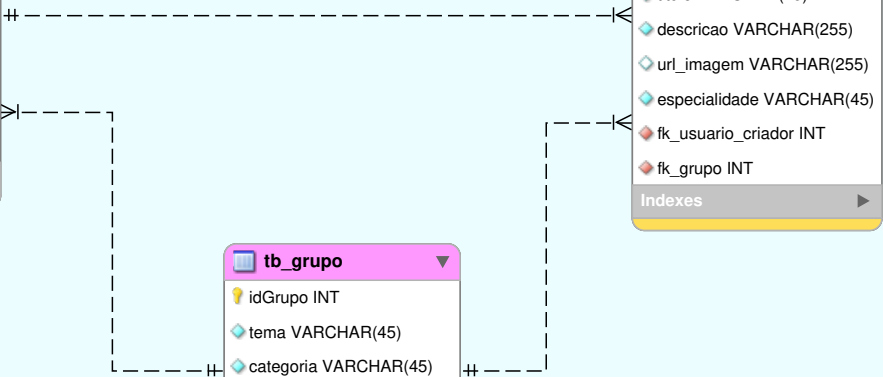 descricao VARCHAR(255)
url_imagem VARCHAR(255)
especialidade VARCHAR(45)
fk_usuario_criador INT
fk_grupo INT
Indexes
tb_grupo
idGrupo INT
tema VARCHAR(45)
categoria VARCHAR(45)